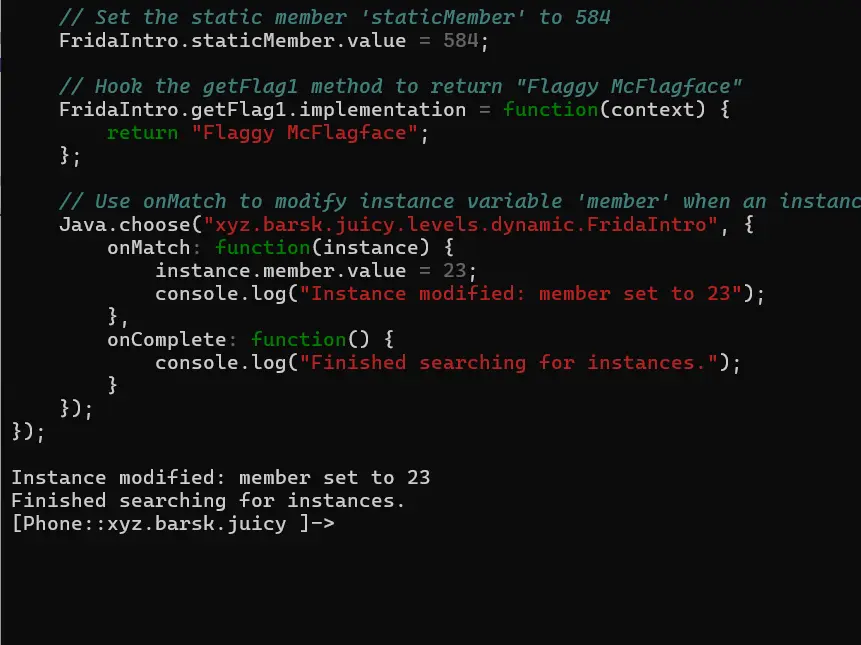 // Set the static member 'staticMember' to 584
FridaIntro.staticMember.value = 584;
// Hook the getFlag1 method to return "Flaggy McFlagface"
FridaIntro.getFlag1.implementation = function(context) {
return "Flaggy McFlagface";
};
// Use onMatch to modify instance variable 'member' when an instanc
Java.choose("xyz.barsk.juicy.levels.dynamic.FridaIntro", {
onMatch: function(instance) {
instance.member.value = 23;
console.log("Instance modified: member set to 23");
},
onComplete: function() {
console.log("Finished searching for instances.");
}
});
});
Instance modified: member set to 23
Finished searching for instances.
[Phone::xyz.barsk.juicy ]->